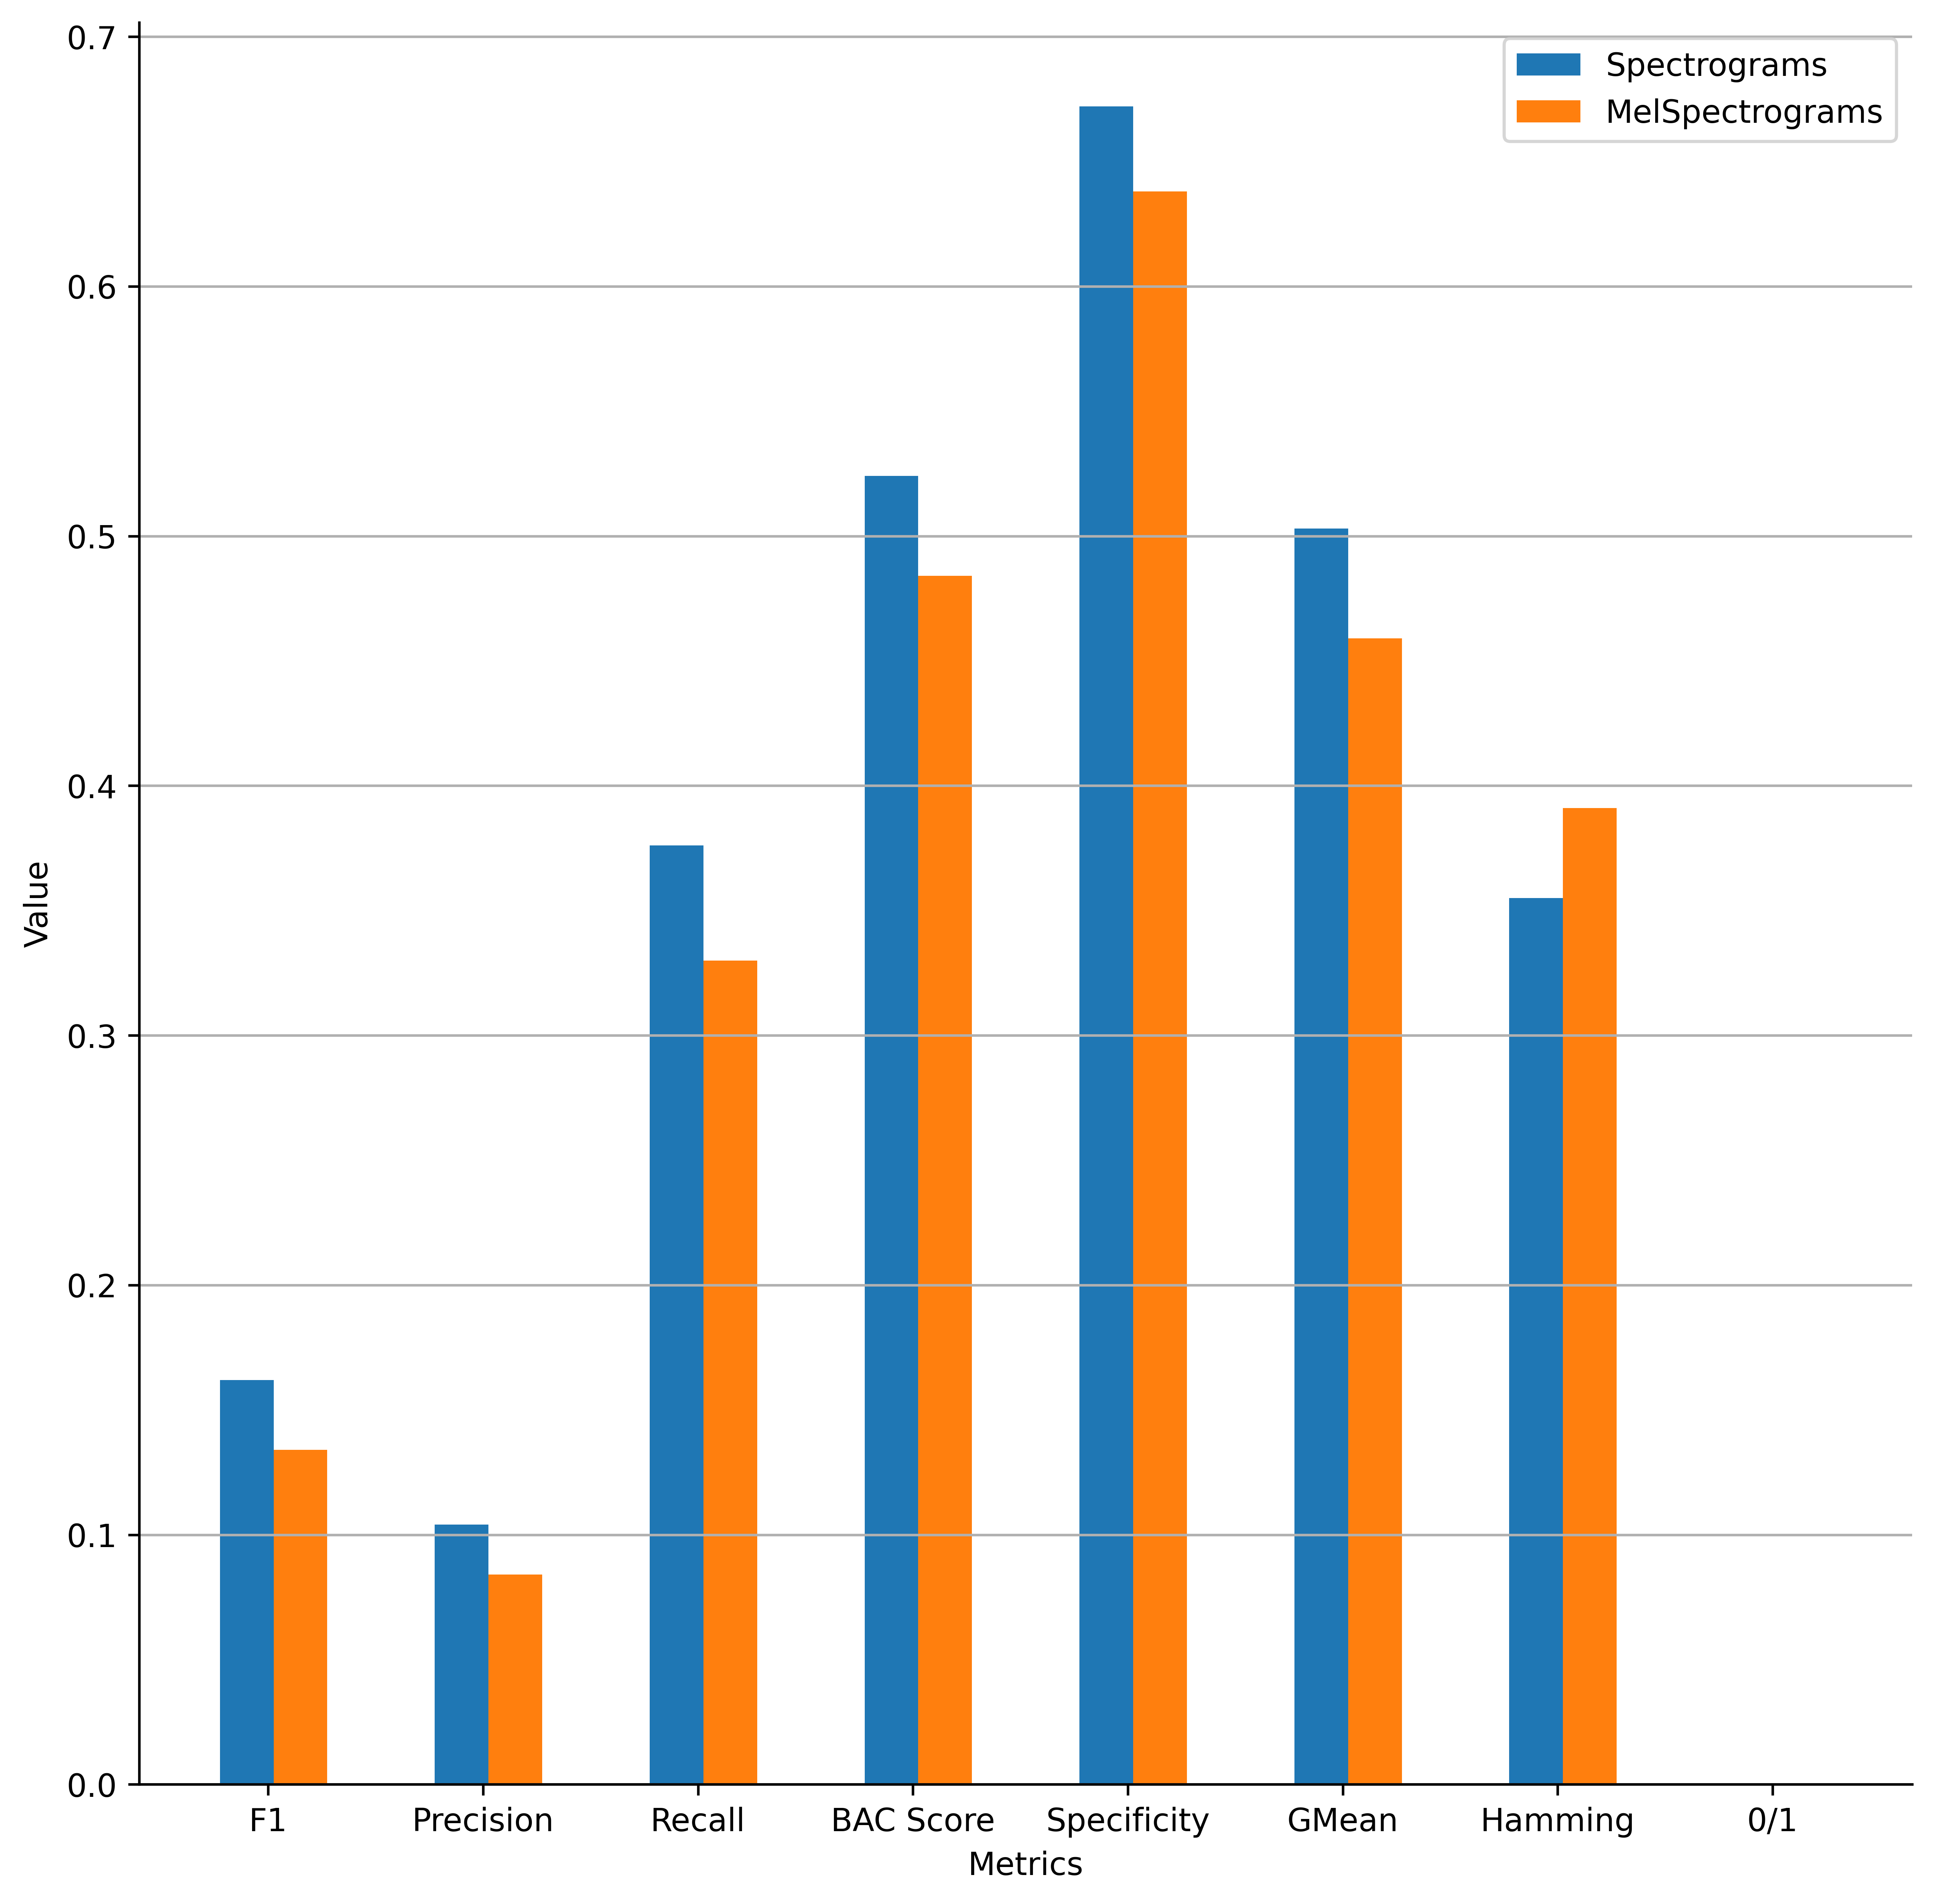 0.7
0.6
0.5
0.4
0.3
0.2
0.1
0.0
Value
Spectrograms
MelSpectrograms
F1 Precision Recall BAC Score Specificity GMean Hamming 0/1
Metrics